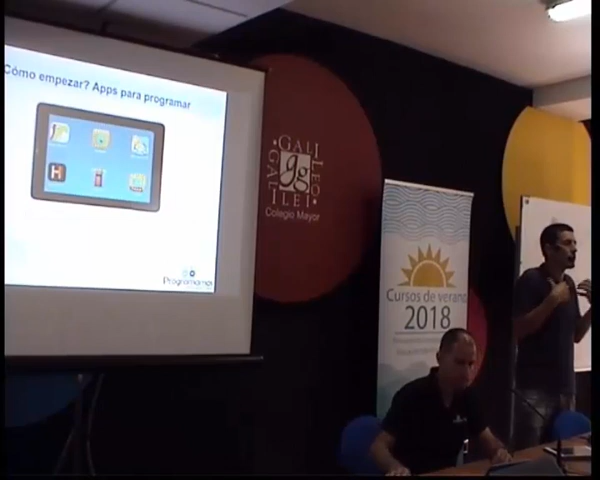 Cómo empezar? Apps para programar
H
Programamos
GALILEO
gg
GALILEI
Colegio Mayor
Cursos de verano
2018